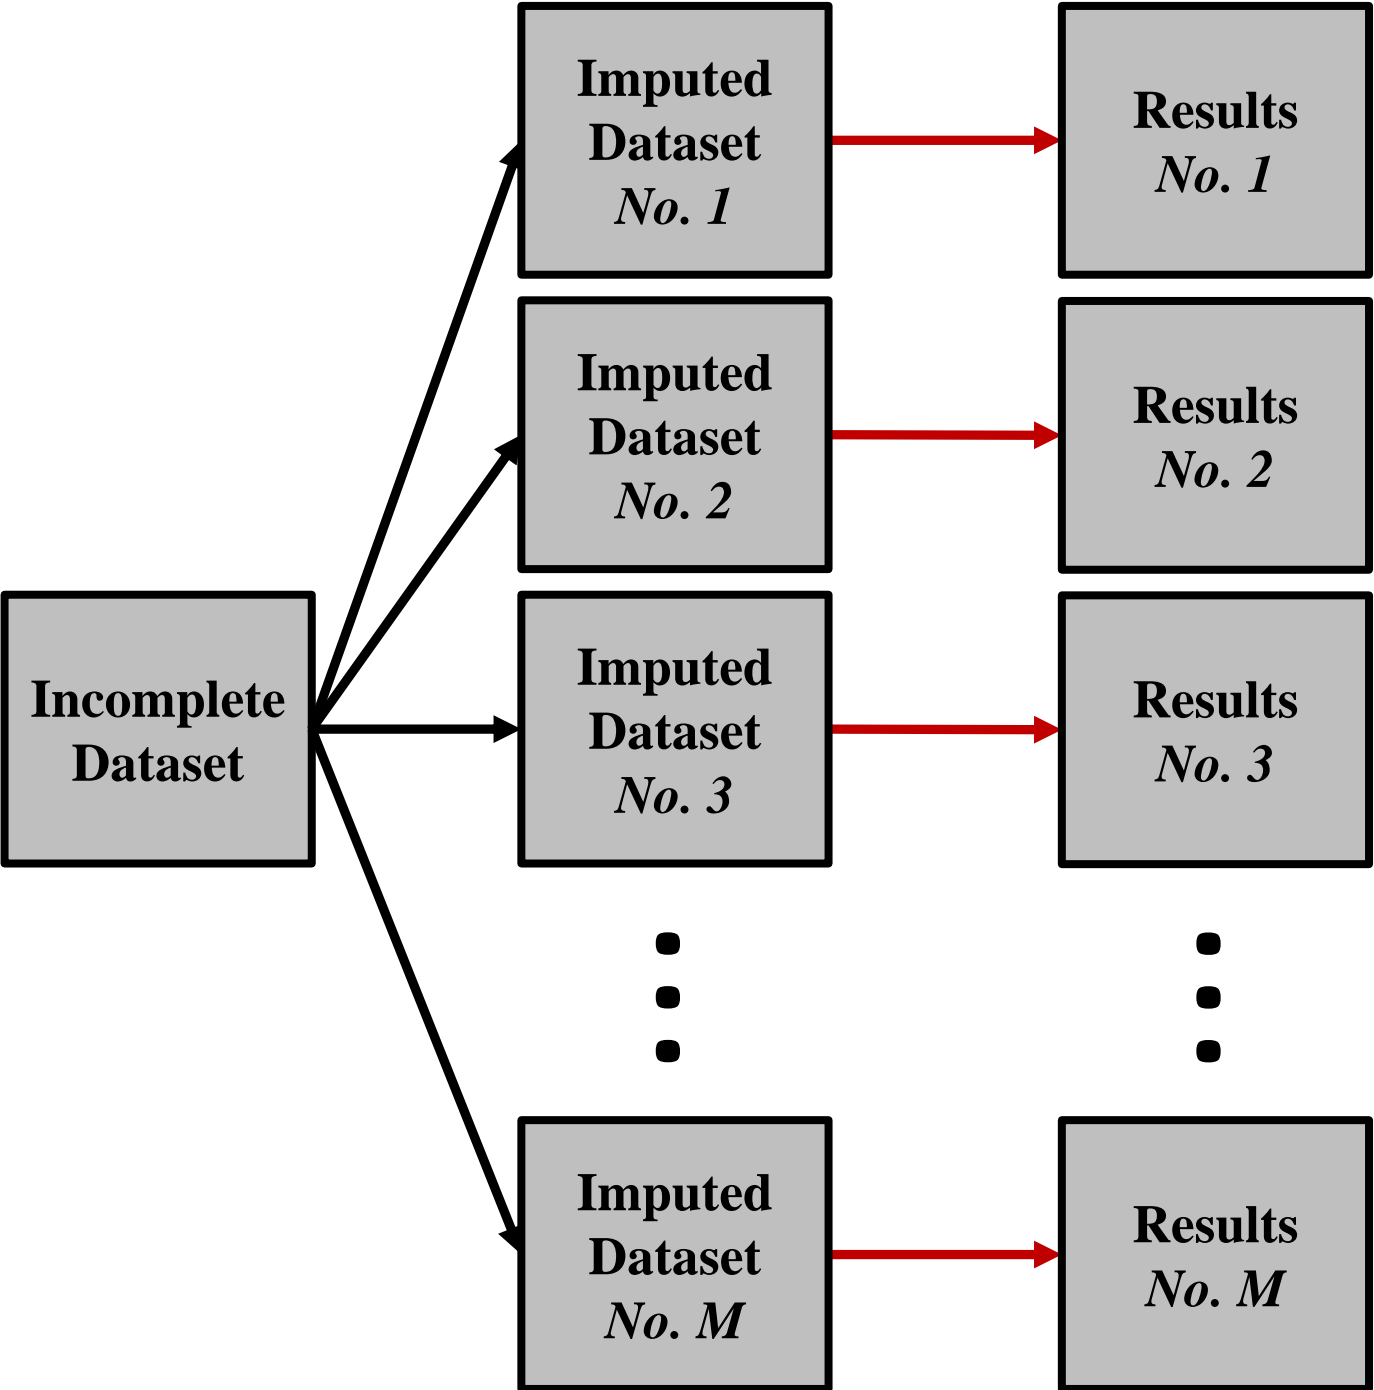 Imputed
Dataset
No. 1
Results
No. 1
Imputed
Dataset
No. 2
Results
No. 2
Incomplete
Dataset
Imputed
Dataset
No. 3
Results
No. 3
Imputed
Dataset
No. M
Results
No. M